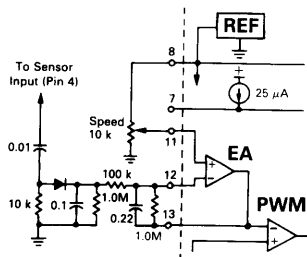 REF
8
To Sensor
Input (Pin 4)
25 µA
7
Speed
10 k
11
EA
0.01
100 k
12
PWM
10 k
0.1
1.0M
0.22
13
1.0M